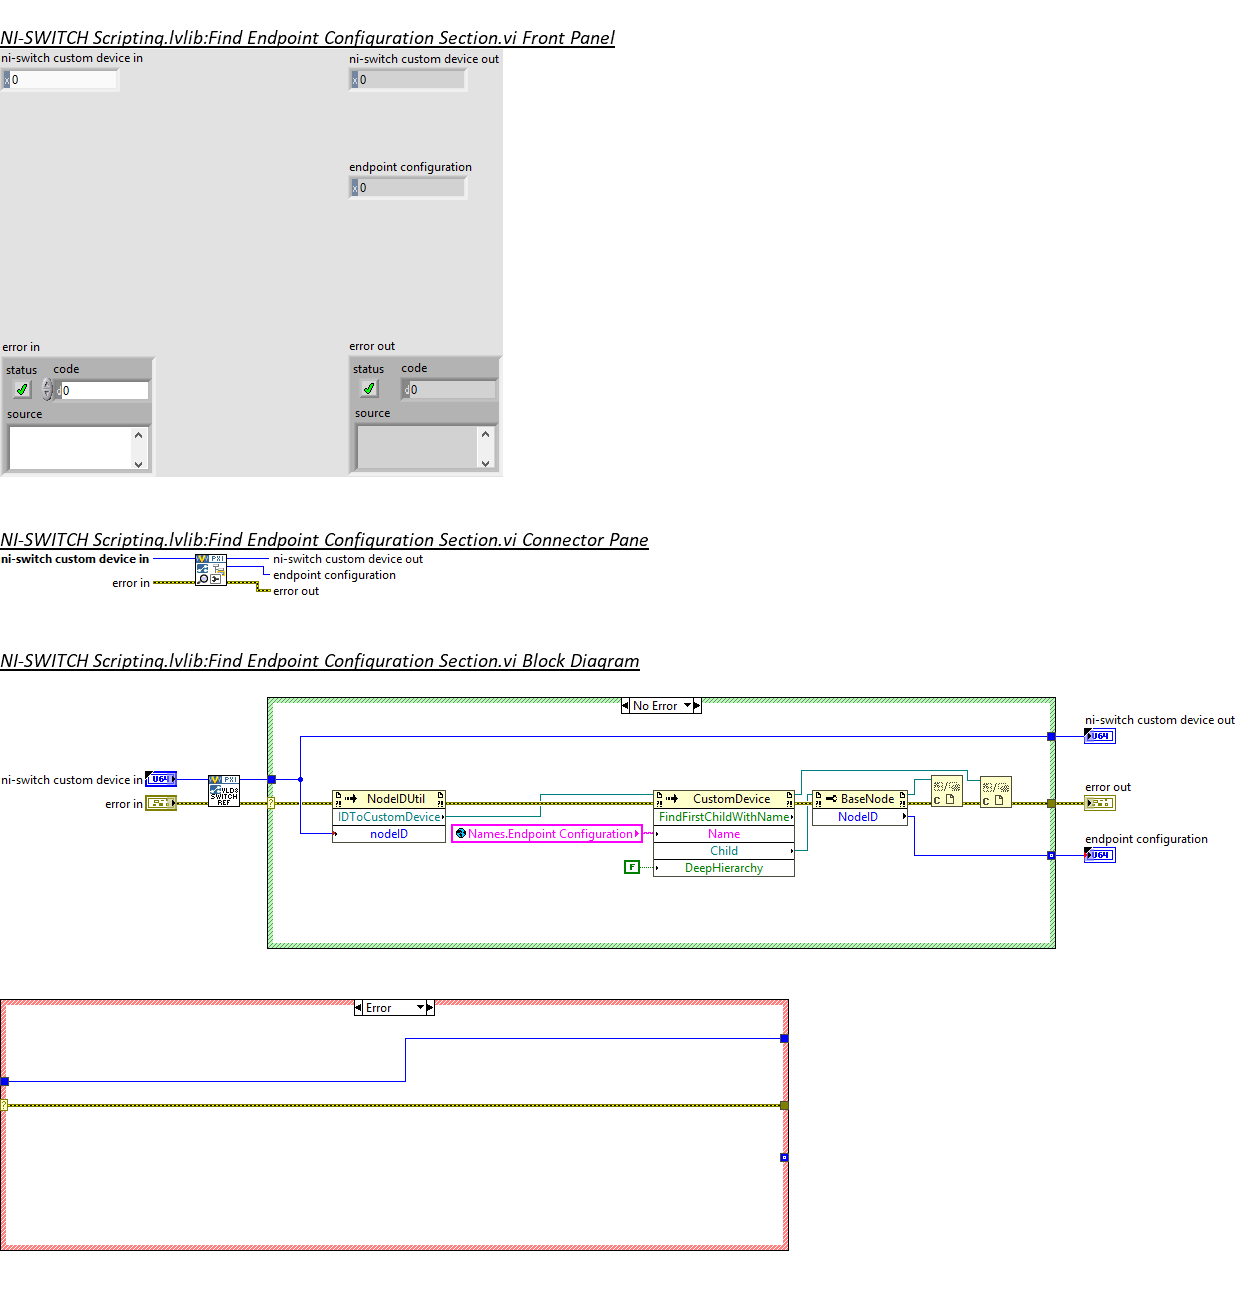 NI-SWITCH Scripting.lvlib:Find Endpoint Configuration Section.vi Front Panel
ni-switch custom device in
ni-switch custom device out
x 0
x 0
endpoint configuration
x 0
error in
error out
status code
status code
d 0
d 0
source
source
NI-SWITCH Scripting.lvlib:Find Endpoint Configuration Section.vi Connector Pane
ni-switch custom device in
PXI
ni-switch custom device out
endpoint configuration
error in
error out
NI-SWITCH Scripting.lvlib:Find Endpoint Configuration Section.vi Block Diagram
No Error
ni-switch custom device out
U64
ni-switch custom device in
U64
PXI
VLD8
SWITCH
REF
error in
?
NodeIDUtil
IDToCustomDevice
nodeID
Names.Endpoint Configuration
F
CustomDevice
FindFirstChildWithName
Name
Child
DeepHierarchy
BaseNode
NodeID
C
C
error out
endpoint configuration
U64
Error
?